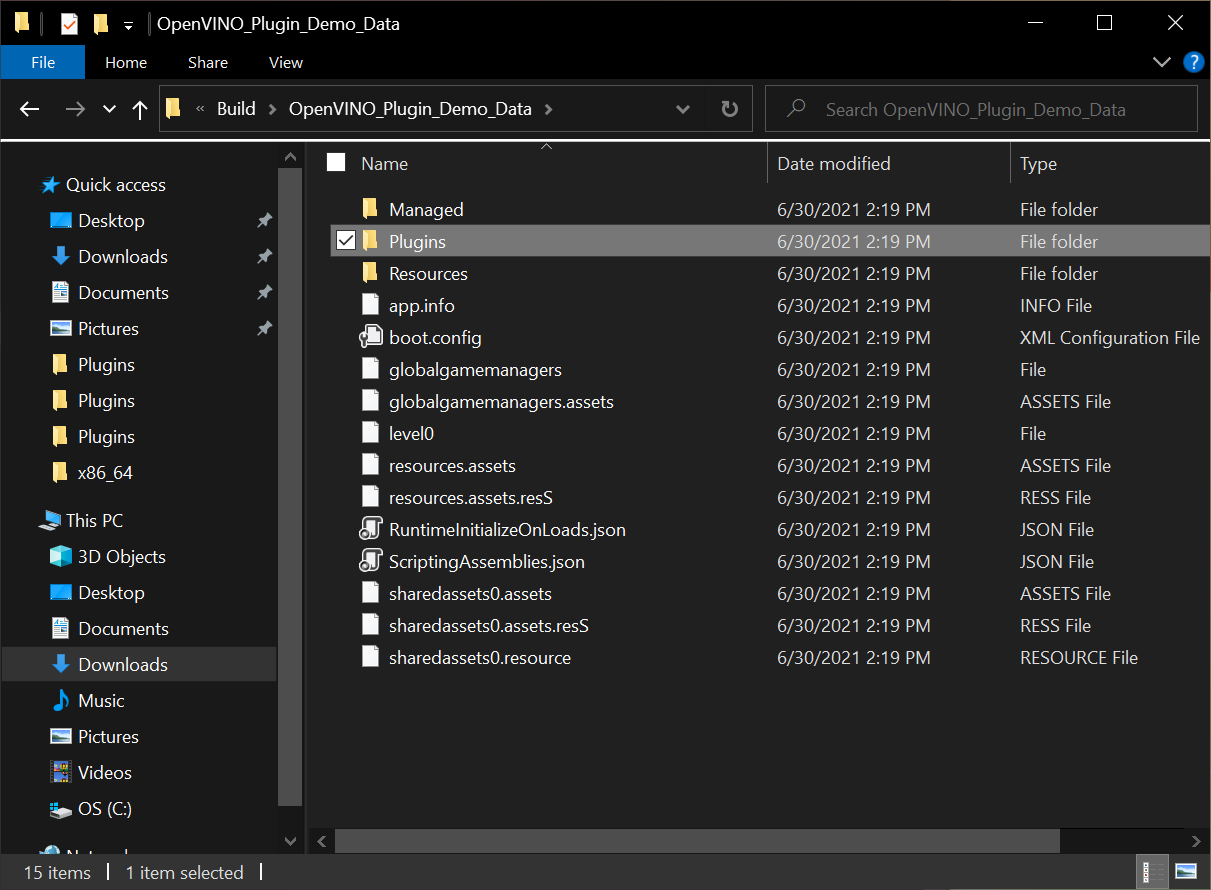 OpenVINO_Plugin_Demo_Data
File Home Share View ?
« Build > OpenVINO_Plugin_Demo_Data >
Search OpenVINO_Plugin_Demo_Data
Quick access
Desktop
Downloads
Documents
Pictures
Plugins
Plugins
Plugins
x86_64
This PC
3D Objects
Desktop
Documents
Downloads
Music
Pictures
Videos
OS (C:)
Name Date modified Type
Managed 6/30/2021 2:19 PM File folder
Plugins 6/30/2021 2:19 PM File folder
Resources 6/30/2021 2:19 PM File folder
app.info 6/30/2021 2:19 PM INFO File
boot.config 6/30/2021 2:19 PM XML Configuration File
globalgamemanagers 6/30/2021 2:19 PM File
globalgamemanagers.assets 6/30/2021 2:19 PM ASSETS File
level0 6/30/2021 2:19 PM File
resources.assets 6/30/2021 2:19 PM ASSETS File
resources.assets.resS 6/30/2021 2:19 PM RESS File
RuntimeInitializeOnLoads.json 6/30/2021 2:19 PM JSON File
ScriptingAssemblies.json 6/30/2021 2:19 PM JSON File
sharedassets0.assets 6/30/2021 2:19 PM ASSETS File
sharedassets0.assets.resS 6/30/2021 2:19 PM RESS File
sharedassets0.resource 6/30/2021 2:19 PM RESOURCE File
15 items 1 item selected